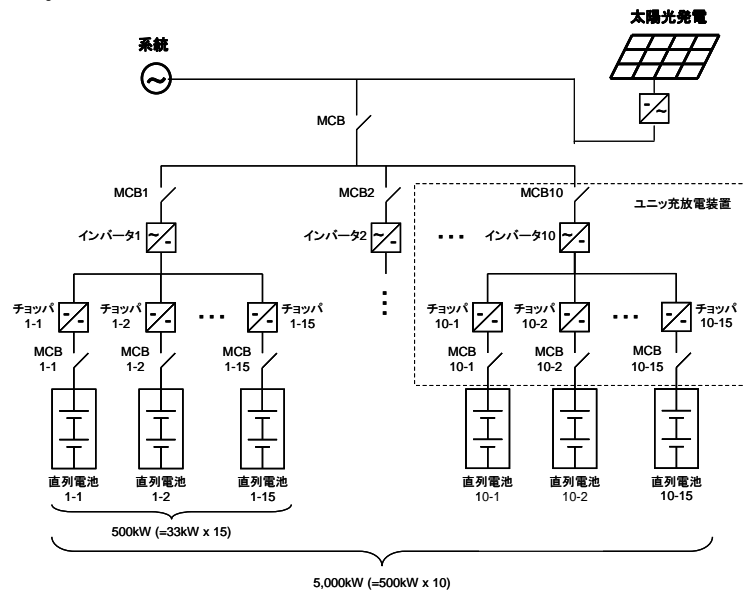 太陽光発電
系統
MCB
MCB1
MCB2
MCB10
ユニッ充放電装置
インバータ1
インバータ2
･･･
インバータ10
チョッパ
1-1
チョッパ
1-2
･･･
チョッパ
1-15
チョッパ
10-1
チョッパ
10-2
･･･
チョッパ
10-15
MCB
1-1
MCB
1-2
MCB
1-15
MCB
10-1
MCB
10-2
MCB
10-15
直列電池
1-1
直列電池
1-2
直列電池
1-15
直列電池
10-1
直列電池
10-2
直列電池
10-15
500kW (=33kW x 15)
5,000kW (=500kW x 10)